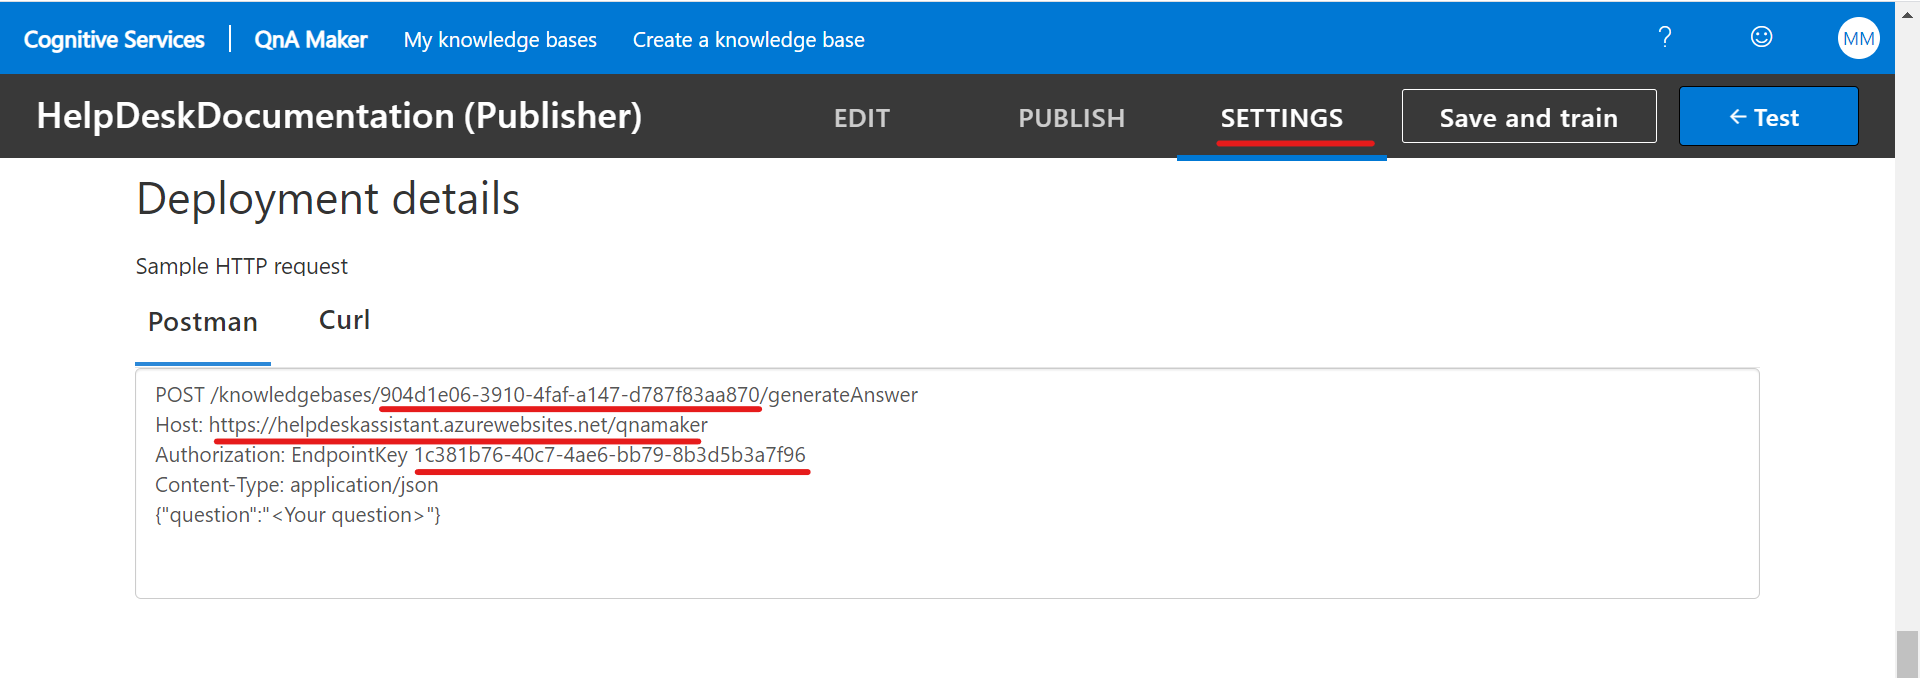 Cognitive Services | QnA Maker My knowledge bases Create a knowledge base ? MM
HelpDeskDocumentation (Publisher) EDIT PUBLISH SETTINGS Save and train ← Test
Deployment details
Sample HTTP request
Postman Curl
POST /knowledgebases/904d1e06-3910-4faf-a147-d787f83aa870/generateAnswer
Host: https://helpdeskassistant.azurewebsites.net/qnamaker
Authorization: EndpointKey 1c381b76-40c7-4ae6-bb79-8b3d5b3a7f96
Content-Type: application/json
{"question":"<Your question>"}